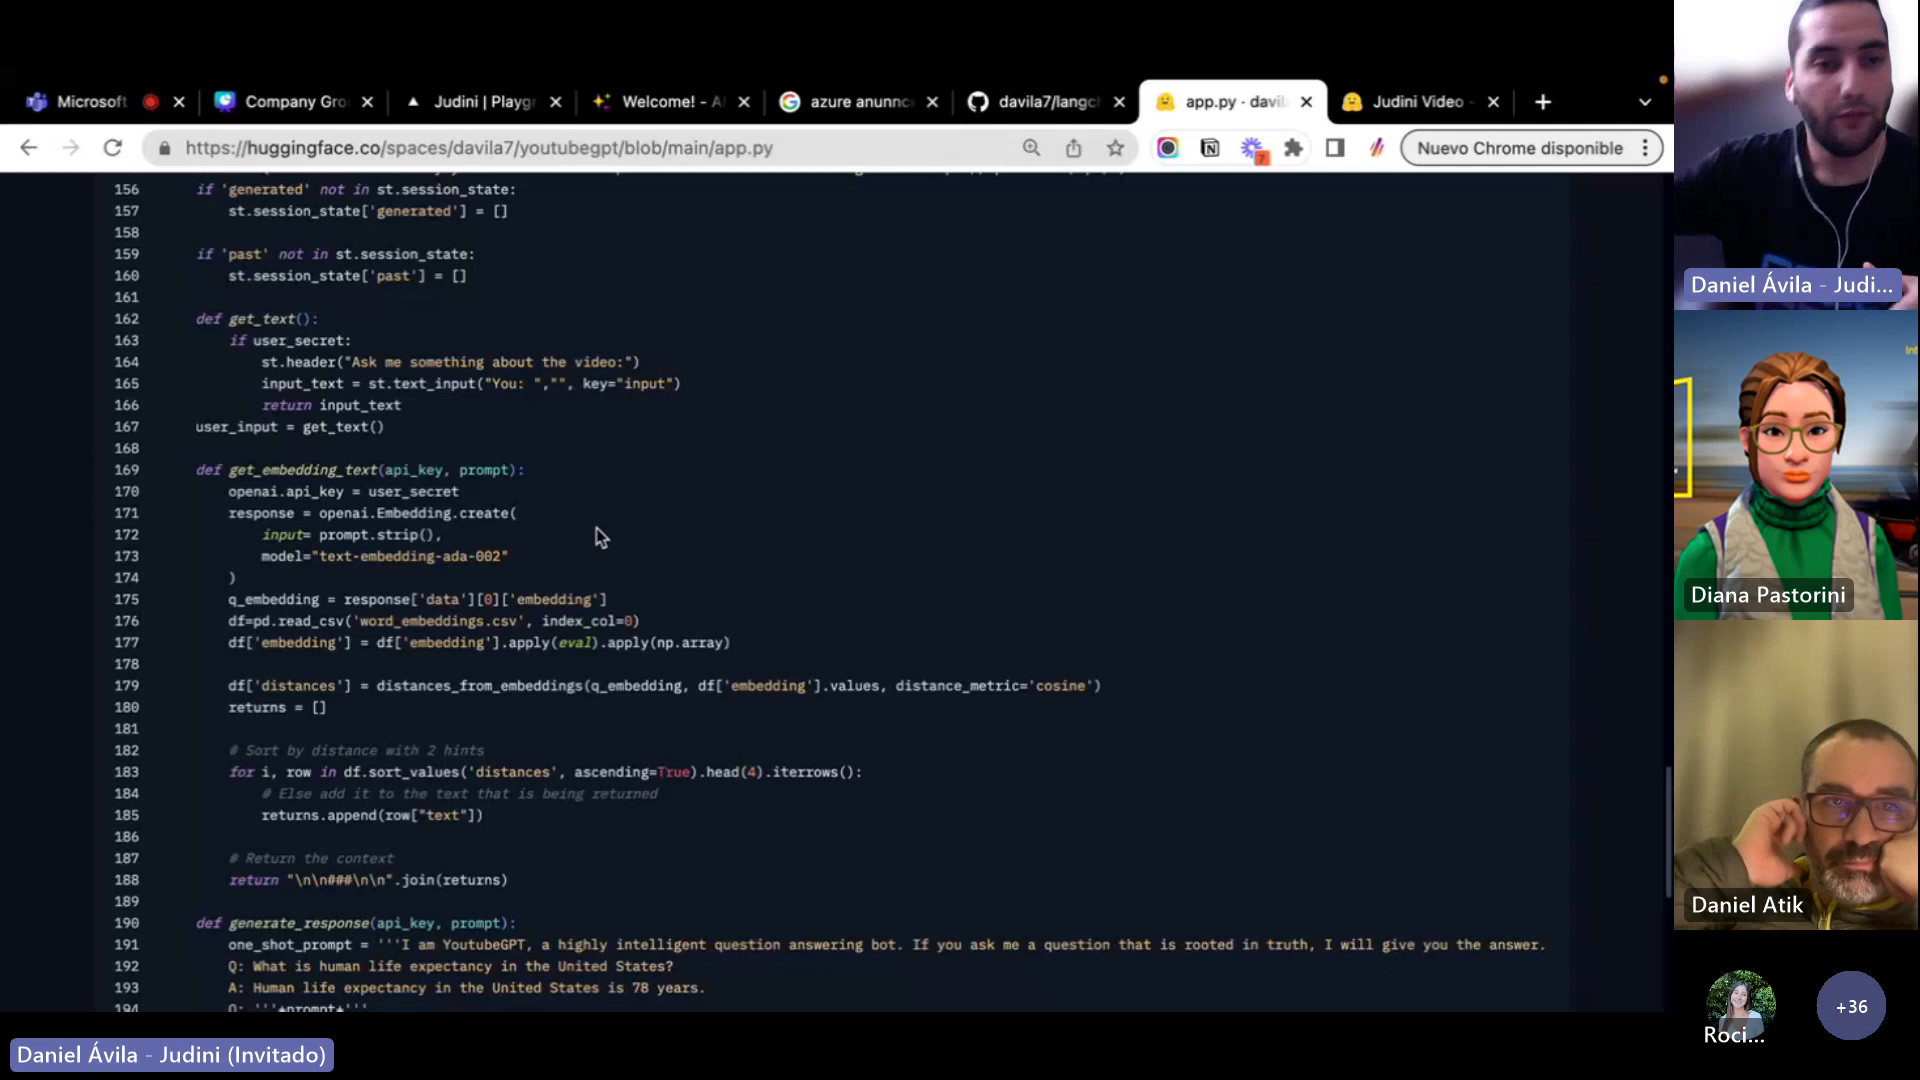 Microsoft
Company Gro
Judini | Playgr
Welcome! - A
azure anunnc
davila7/langch
app.py · davil
Judini Video -
https://huggingface.co/spaces/davila7/youtubegpt/blob/main/app.py
7
Nuevo Chrome disponible
156 if 'generated' not in st.session_state:
157 st.session_state['generated'] = []
158
159 if 'past' not in st.session_state:
160 st.session_state['past'] = []
161
162 def get_text():
163 if user_secret:
164 st.header("Ask me something about the video:")
165 input_text = st.text_input("You: ","", key="input")
166 return input_text
167 user_input = get_text()
168
169 def get_embedding_text(api_key, prompt):
170 openai.api_key = user_secret
171 response = openai.Embedding.create(
172 input= prompt.strip(),
173 model="text-embedding-ada-002"
174 )
175 q_embedding = response['data'][0]['embedding']
176 df=pd.read_csv('word_embeddings.csv', index_col=0)
177 df['embedding'] = df['embedding'].apply(eval).apply(np.array)
178
179 df['distances'] = distances_from_embeddings(q_embedding, df['embedding'].values, distance_metric='cosine')
180 returns = []
181
182 # Sort by distance with 2 hints
183 for i, row in df.sort_values('distances', ascending=True).head(4).iterrows():
184 # Else add it to the text that is being returned
185 returns.append(row["text"])
186
187 # Return the context
188 return "\n\n###\n\n".join(returns)
189
190 def generate_response(api_key, prompt):
191 one_shot_prompt = '''I am YoutubeGPT, a highly intelligent question answering bot. If you ask me a question that is rooted in truth, I will give you the answer.
192 Q: What is human life expectancy in the United States?
193 A: Human life expectancy in the United States is 78 years.
194 Q: '''+prompt+'''
Daniel Ávila - Judi...
Diana Pastorini
Daniel Atik
Roci...
+36
Daniel Ávila - Judini (Invitado)